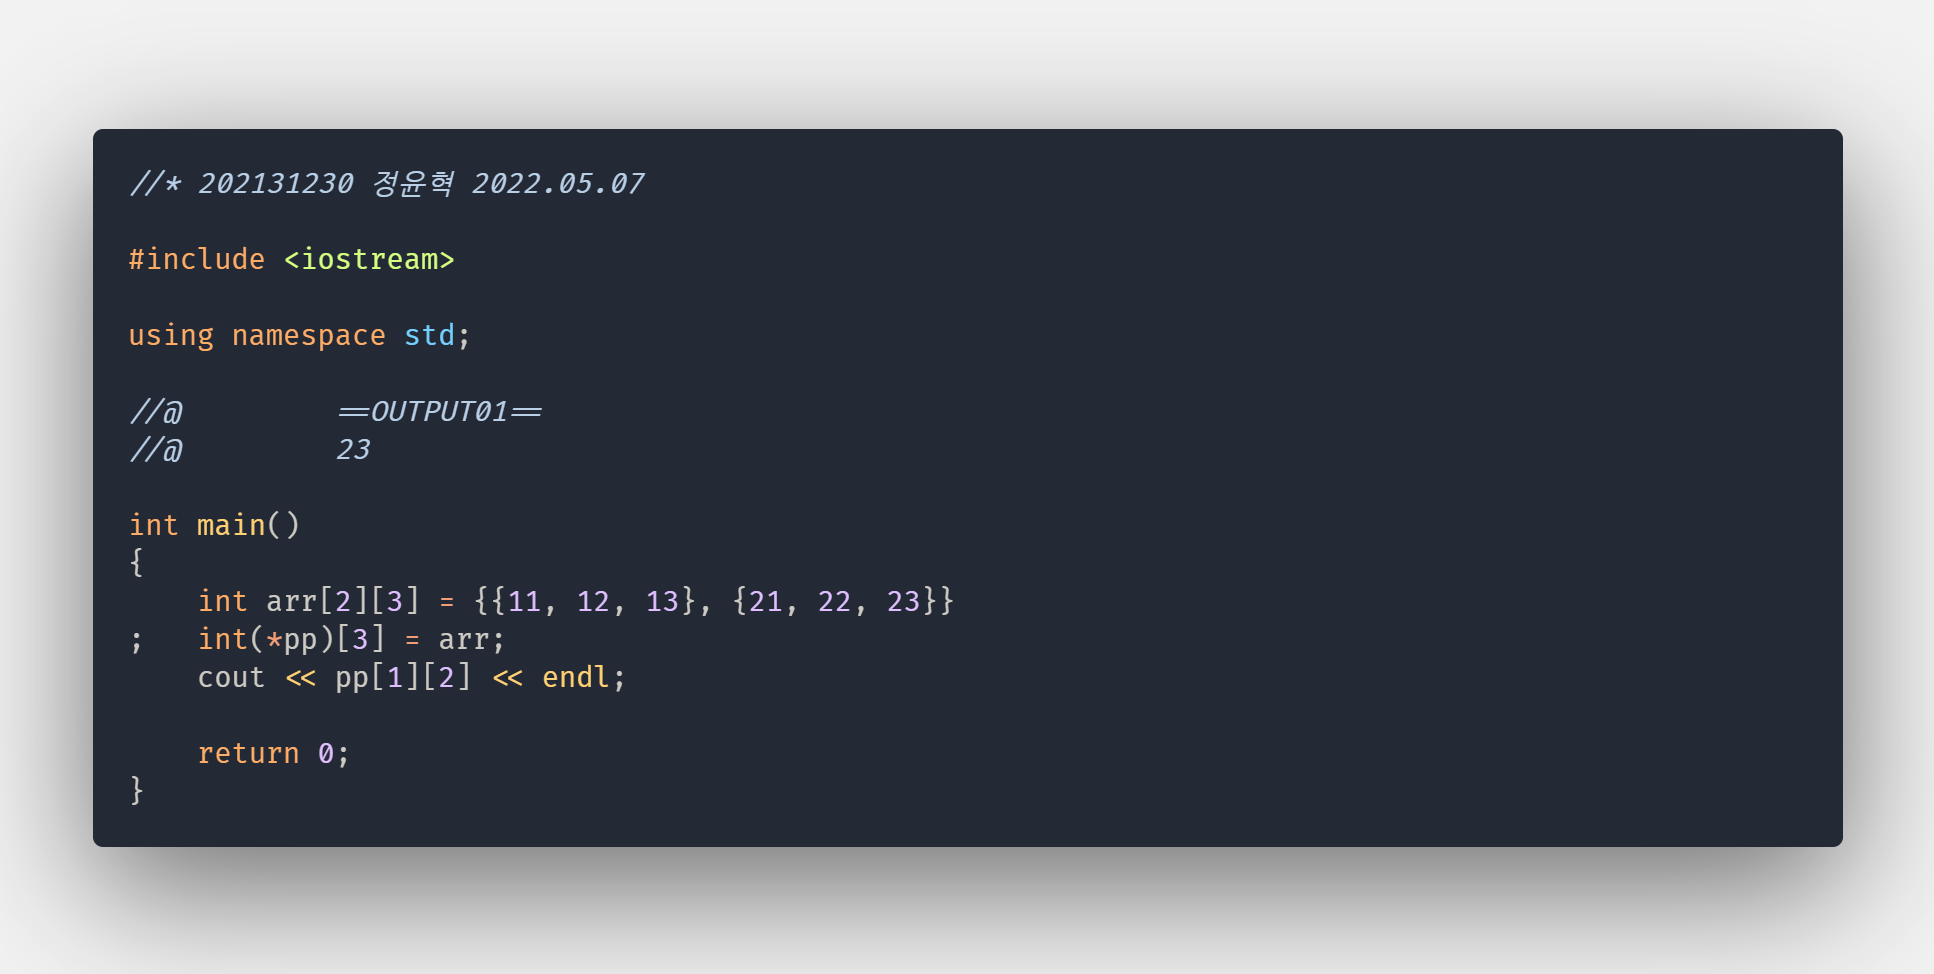 //* 202131230 정윤혁 2022.05.07
#include <iostream>
using namespace std;
//@         ==OUTPUT01==
//@         23
int main()
{
    int arr[2][3] = {{11, 12, 13}, {21, 22, 23}}
;   int(*pp)[3] = arr;
    cout << pp[1][2] << endl;
    return 0;
}